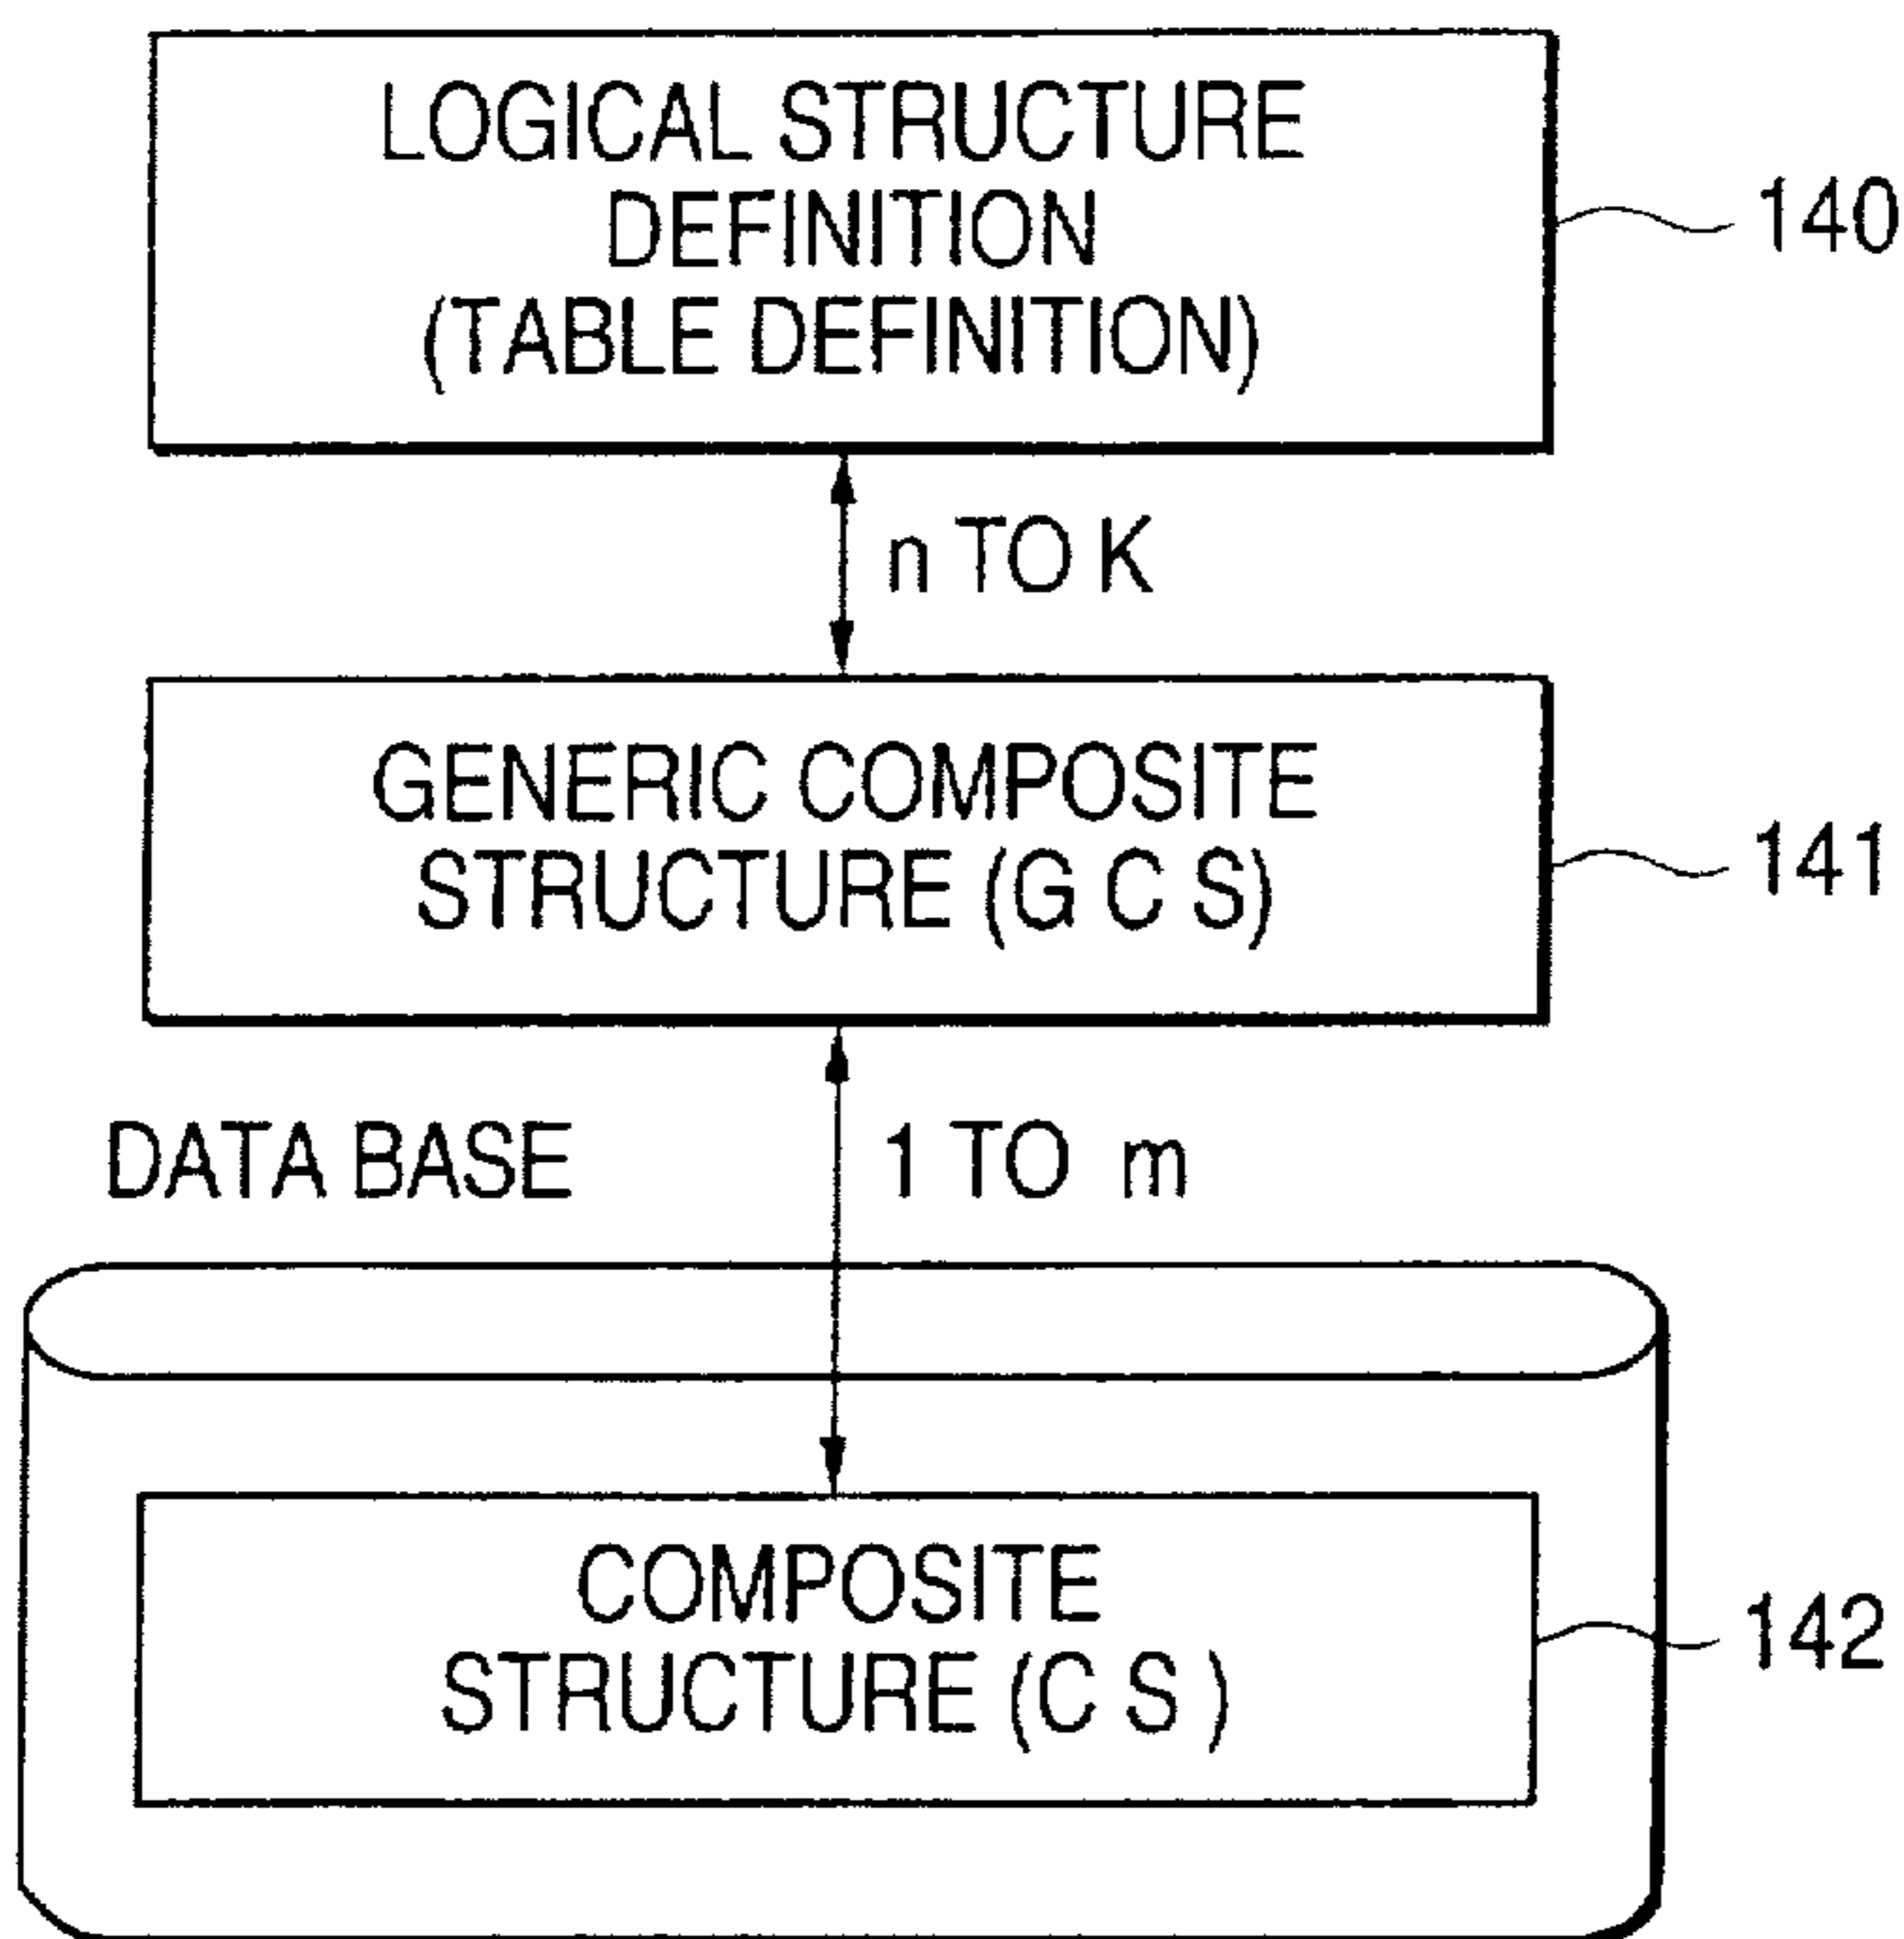 LOGICAL STRUCTURE
DEFINITION
(TABLE DEFINITION)
140
n TO K
GENERIC COMPOSITE
STRUCTURE (G C S)
141
DATA BASE
1 TO m
COMPOSITE
STRUCTURE (C S )
142